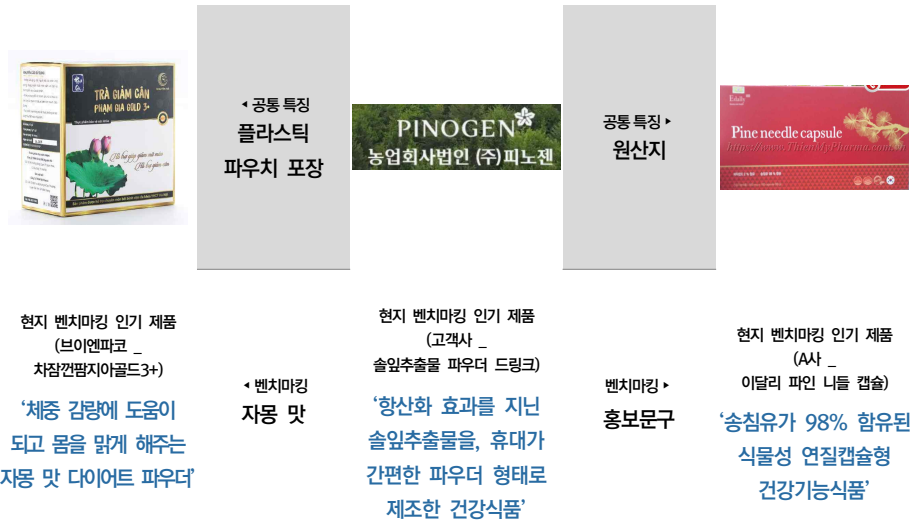 TRÀ GIẢM CÂN
PHẠM GIA GOLD 3+
◂ 공통 특징
플라스틱
파우치 포장
PINOGEN
농업회사법인 (주)피노젠
공통 특징 ▸
원산지
Edally
Pine needle capsule
현지 벤치마킹 인기 제품
(브이엔파코 _
차잠껀팜지아골드3+)
‘체중 감량에 도움이
되고 몸을 맑게 해주는
자몽 맛 다이어트 파우더’
◂ 벤치마킹
자몽 맛
현지 벤치마킹 인기 제품
(고객사 _
솔잎추출물 파우더 드링크)
‘항산화 효과를 지닌
솔잎추출물을, 휴대가
간편한 파우더 형태로
제조한 건강식품’
벤치마킹 ▸
홍보문구
현지 벤치마킹 인기 제품
(A사 _
이달리 파인 니들 캡슐)
‘송침유가 98% 함유된
식물성 연질캡슐형
건강기능식품’